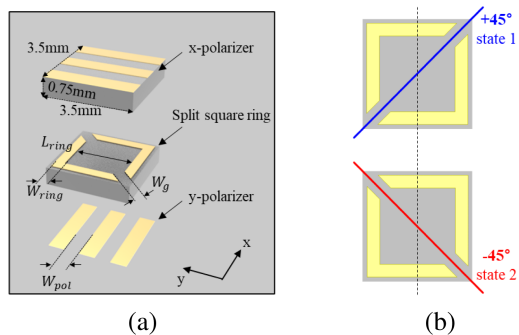 3.5mm
x-polarizer
0.75mm
3.5mm
Split square ring
L_ring
W_ring
W_g
y-polarizer
W_pol
x
y
(a)
+45°
state 1
-45°
state 2
(b)